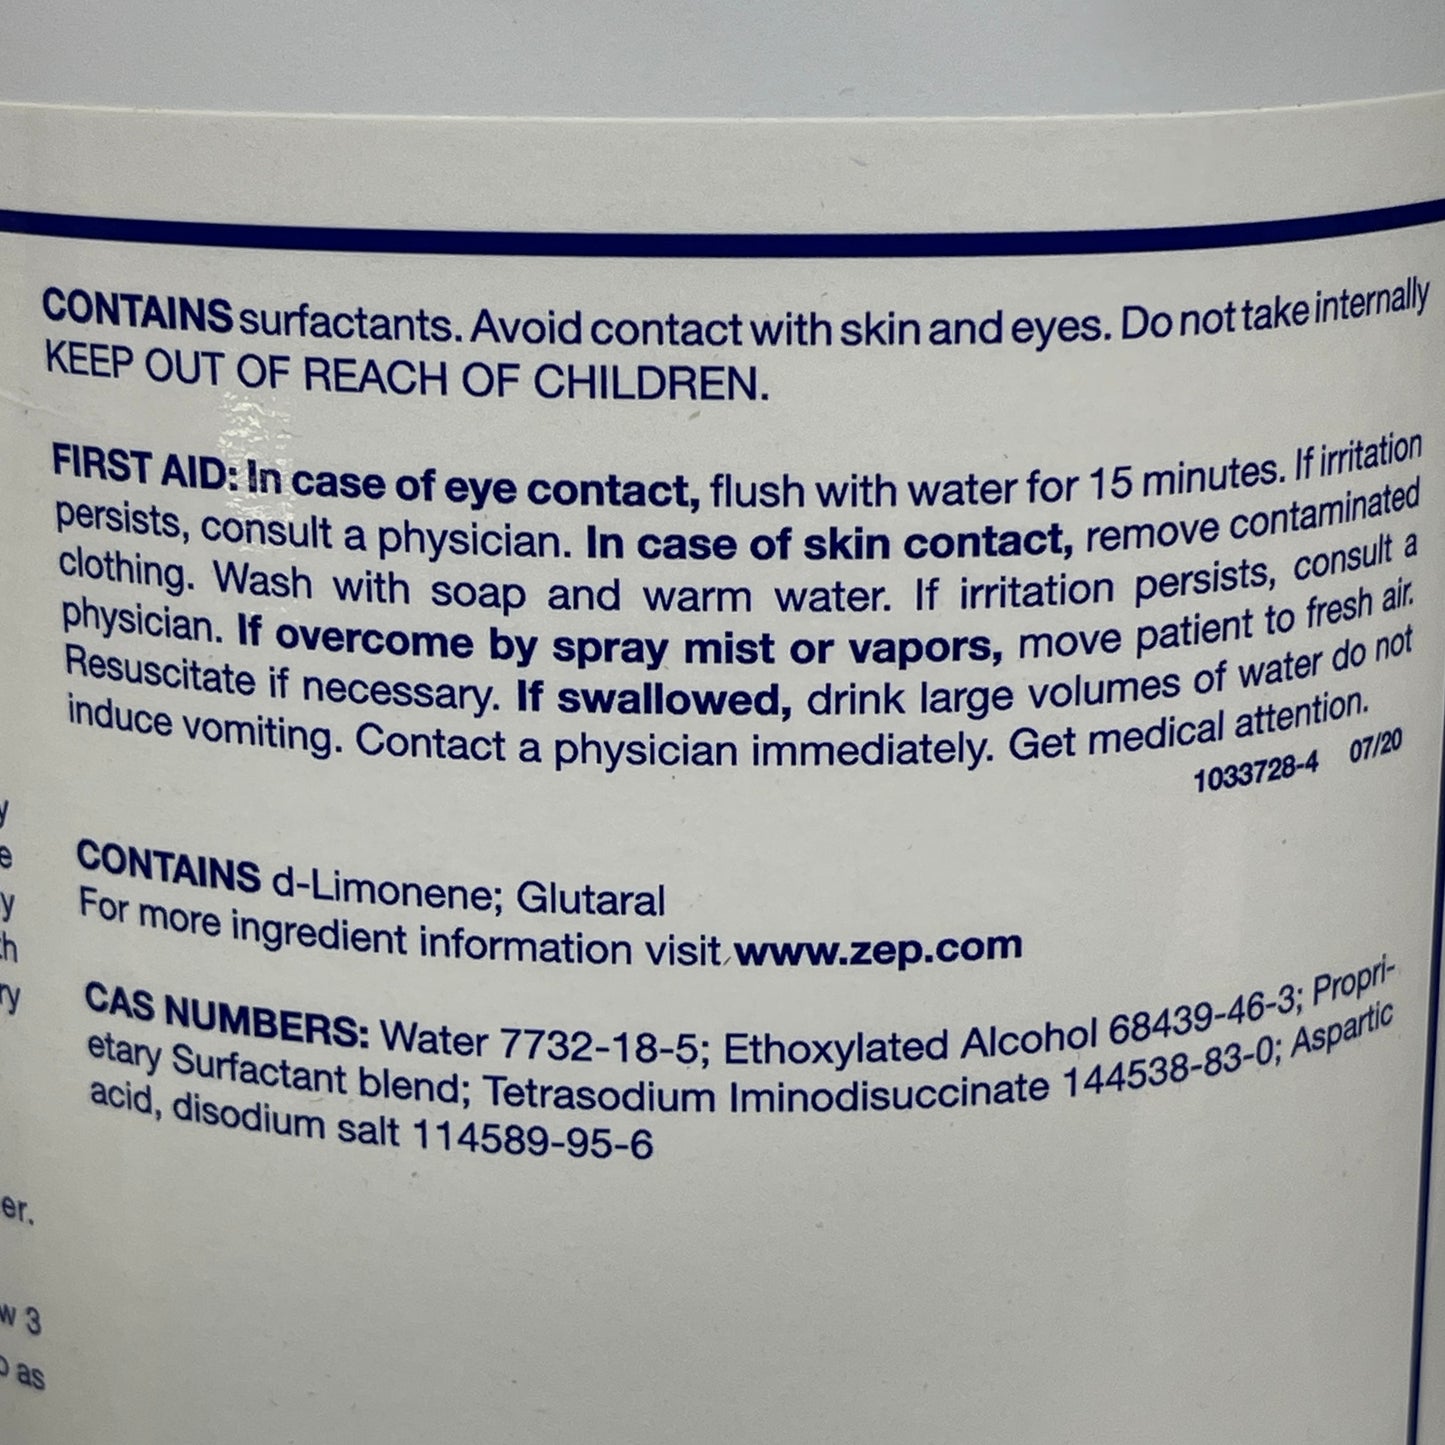 CONTAINS surfactants. Avoid contact with skin and eyes. Do not take internally
KEEP OUT OF REACH OF CHILDREN.
FIRST AID: In case of eye contact, flush with water for 15 minutes. If irritation
persists, consult a physician. In case of skin contact, remove contaminated
clothing. Wash with soap and warm water. If irritation persists, consult a
physician. If overcome by spray mist or vapors, move patient to fresh air.
Resuscitate if necessary. If swallowed, drink large volumes of water do not
induce vomiting. Contact a physician immediately. Get medical attention.
1033728-4 07/20
CONTAINS d-Limonene; Glutaral
For more ingredient information visit www.zep.com
CAS NUMBERS: Water 7732-18-5; Ethoxylated Alcohol 68439-46-3; Propri-
etary Surfactant blend; Tetrasodium Iminodisuccinate 144538-83-0; Aspartic
acid, disodium salt 114589-95-6
er.
w 3
as